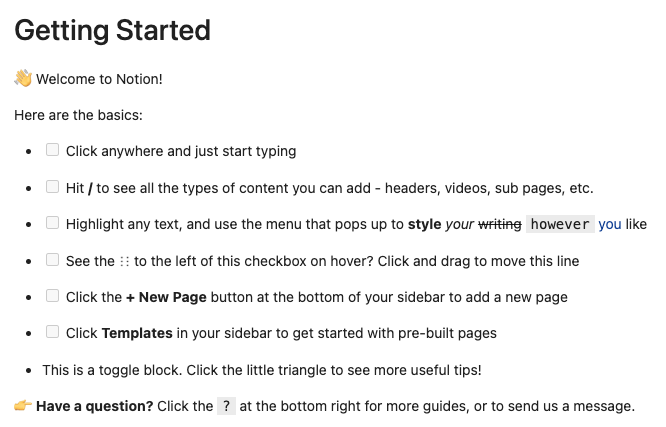 Getting Started
👋 Welcome to Notion!
Here are the basics:
Click anywhere and just start typing
Hit / to see all the types of content you can add - headers, videos, sub pages, etc.
Highlight any text, and use the menu that pops up to style your writing however you like
See the ⋮⋮ to the left of this checkbox on hover? Click and drag to move this line
Click the + New Page button at the bottom of your sidebar to add a new page
Click Templates in your sidebar to get started with pre-built pages
This is a toggle block. Click the little triangle to see more useful tips!
👉 Have a question? Click the ? at the bottom right for more guides, or to send us a message.